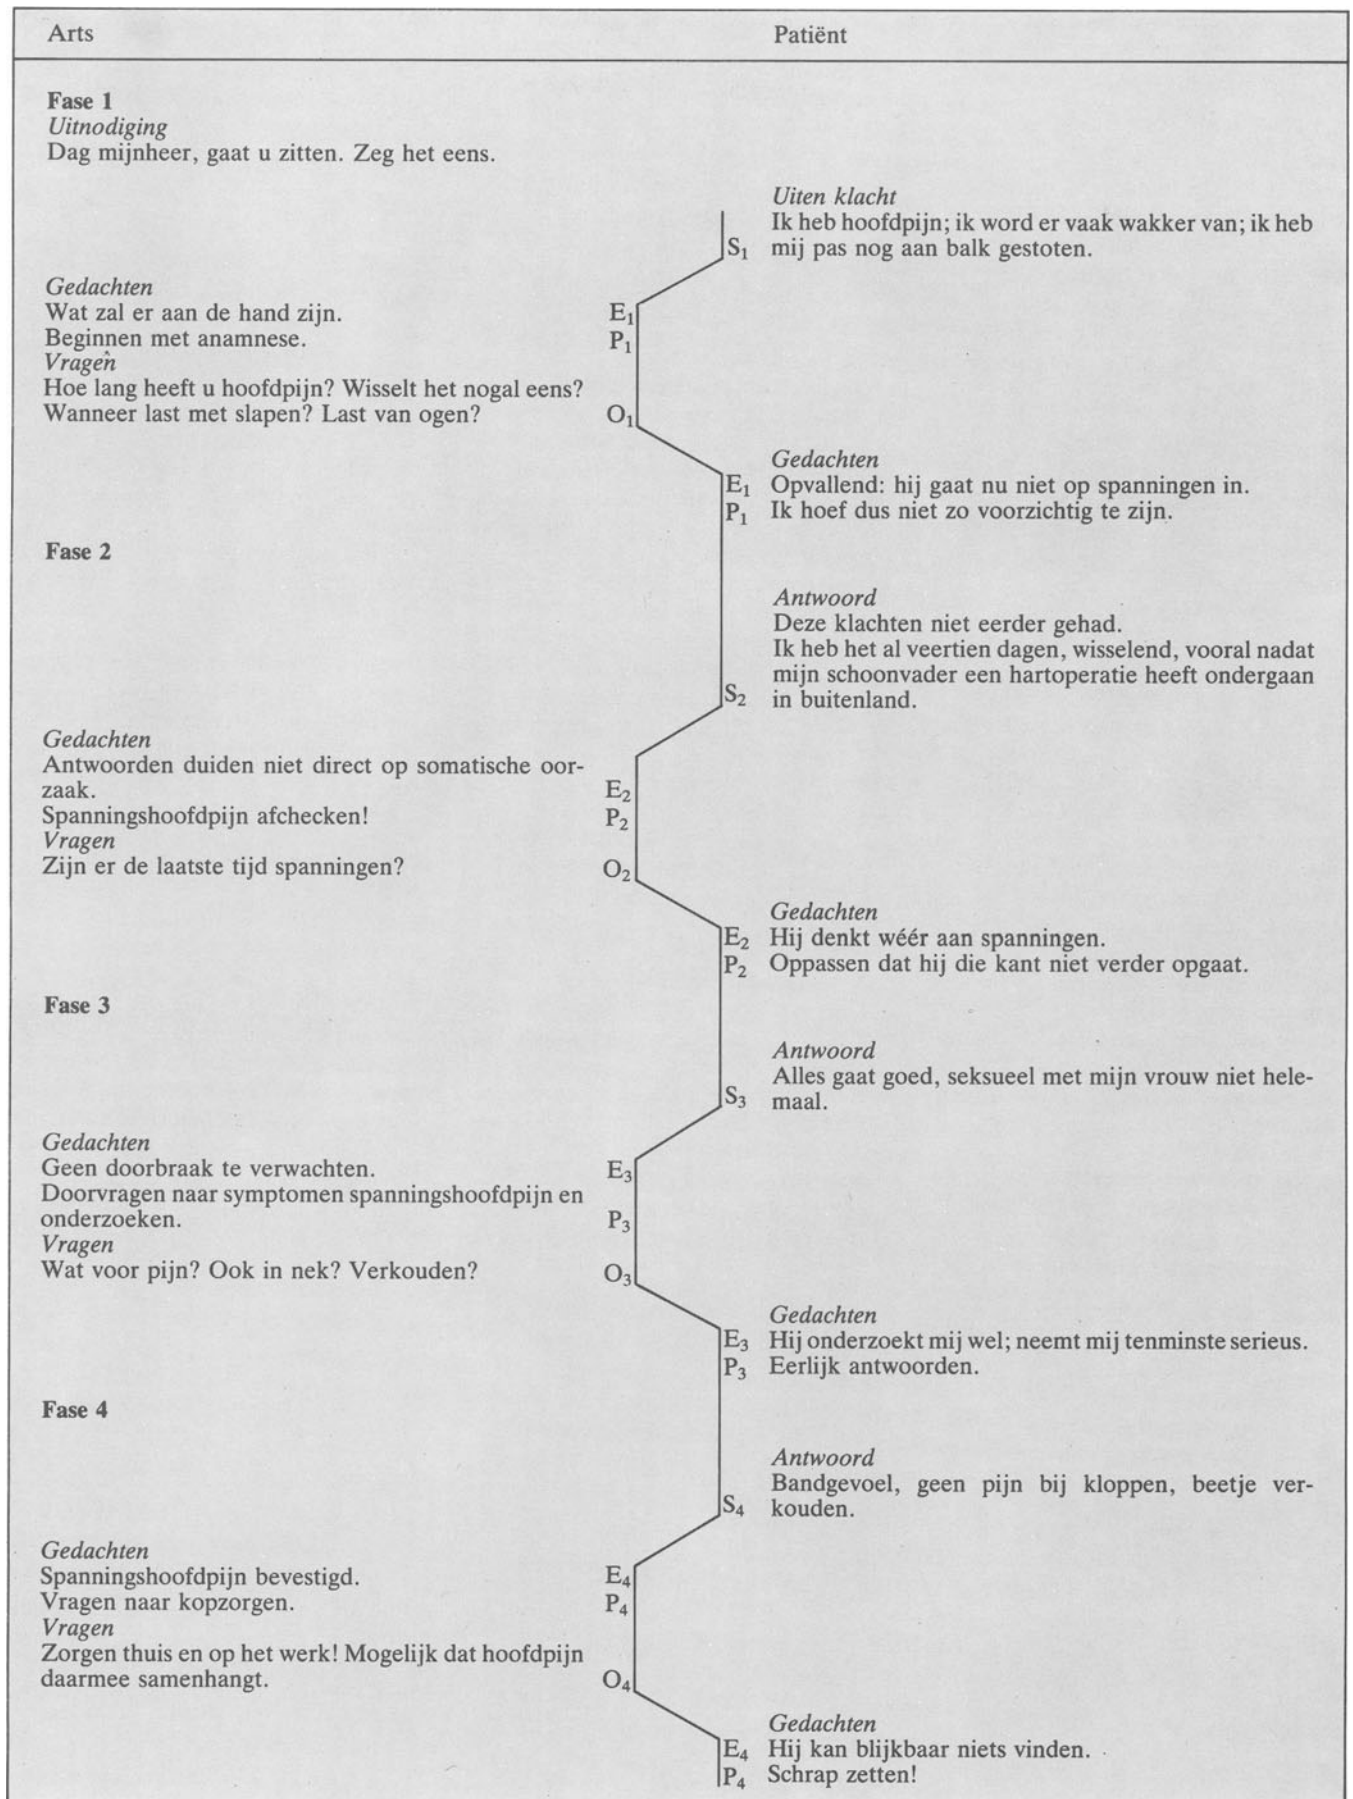 Arts Patiënt
Fase 1
Uitnodiging
Dag mijnheer, gaat u zitten. Zeg het eens.
Uiten klacht
Ik heb hoofdpijn; ik word er vaak wakker van; ik heb
S₁ mij pas nog aan balk gestoten.
Gedachten
Wat zal er aan de hand zijn. E₁
Beginnen met anamnese. P₁
Vragen
Hoe lang heeft u hoofdpijn? Wisselt het nogal eens?
Wanneer last met slapen? Last van ogen? O₁
Gedachten
E₁ Opvallend: hij gaat nu niet op spanningen in.
P₁ Ik hoef dus niet zo voorzichtig te zijn.
Fase 2
Antwoord
Deze klachten niet eerder gehad.
Ik heb het al veertien dagen, wisselend, vooral nadat
mijn schoonvader een hartoperatie heeft ondergaan
S₂ in buitenland.
Gedachten
Antwoorden duiden niet direct op somatische oor-
zaak. E₂
Spanningshoofdpijn afchecken! P₂
Vragen
Zijn er de laatste tijd spanningen? O₂
Gedachten
E₂ Hij denkt wéér aan spanningen.
P₂ Oppassen dat hij die kant niet verder opgaat.
Fase 3
Antwoord
Alles gaat goed, seksueel met mijn vrouw niet hele-
S₃ maal.
Gedachten
Geen doorbraak te verwachten. E₃
Doorvragen naar symptomen spanningshoofdpijn en
onderzoeken. P₃
Vragen
Wat voor pijn? Ook in nek? Verkouden? O₃
Gedachten
E₃ Hij onderzoekt mij wel; neemt mij tenminste serieus.
P₃ Eerlijk antwoorden.
Fase 4
Antwoord
Bandgevoel, geen pijn bij kloppen, beetje ver-
S₄ kouden.
Gedachten
Spanningshoofdpijn bevestigd. E₄
Vragen naar kopzorgen. P₄
Vragen
Zorgen thuis en op het werk! Mogelijk dat hoofdpijn
daarmee samenhangt. O₄
Gedachten
E₄ Hij kan blijkbaar niets vinden.
P₄ Schrap zetten!